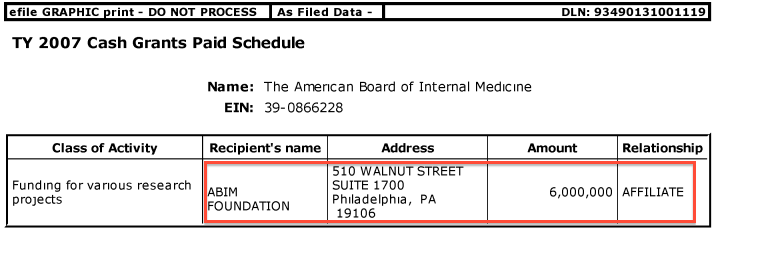 efile GRAPHIC print - DO NOT PROCESS As Filed Data - DLN: 93490131001119
TY 2007 Cash Grants Paid Schedule
Name: The American Board of Internal Medicine
EIN: 39-0866228
Class of Activity Recipient's name Address Amount Relationship
Funding for various research projects ABIM FOUNDATION 510 WALNUT STREET SUITE 1700 Philadelphia, PA 19106 6,000,000 AFFILIATE